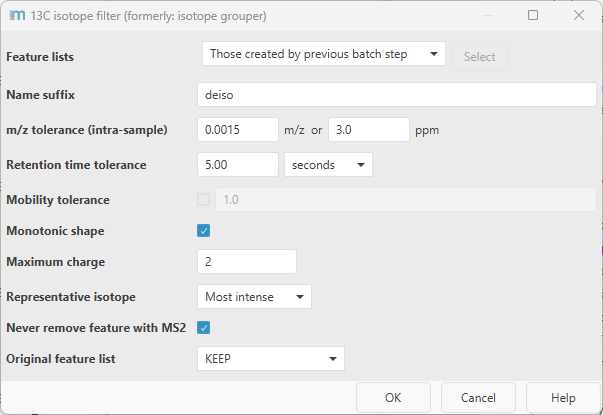 m 13C isotope filter (formerly: isotope grouper)
Feature lists Those created by previous batch step Select
Name suffix deiso
m/z tolerance (intra-sample) 0.0015 m/z or 3.0 ppm
Retention time tolerance 5.00 seconds
Mobility tolerance 1.0
Monotonic shape
Maximum charge 2
Representative isotope Most intense
Never remove feature with MS2
Original feature list KEEP
OK Cancel Help